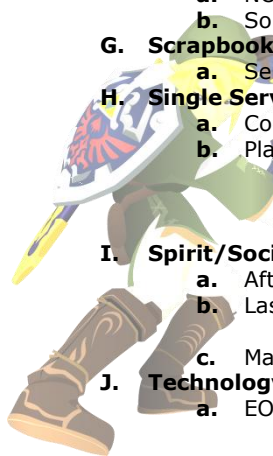 b. So
G. Scrapbook
a. Se
H. Single Serv
a. Co
b. Pla
I. Spirit/Soci
a. Aft
b. Las
c. Ma
J. Technology
a. EO